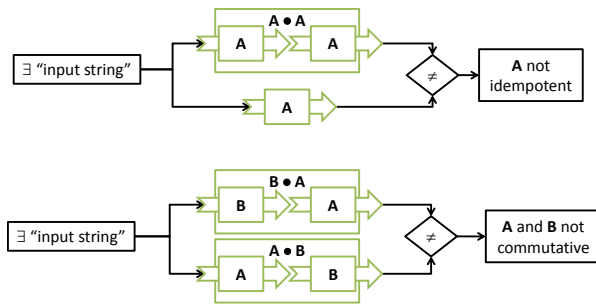 A ● A
A
A
∃ “input string”
≠
A not
idempotent
A
B ● A
B
A
∃ “input string”
≠
A and B not
commutative
A ● B
A
B